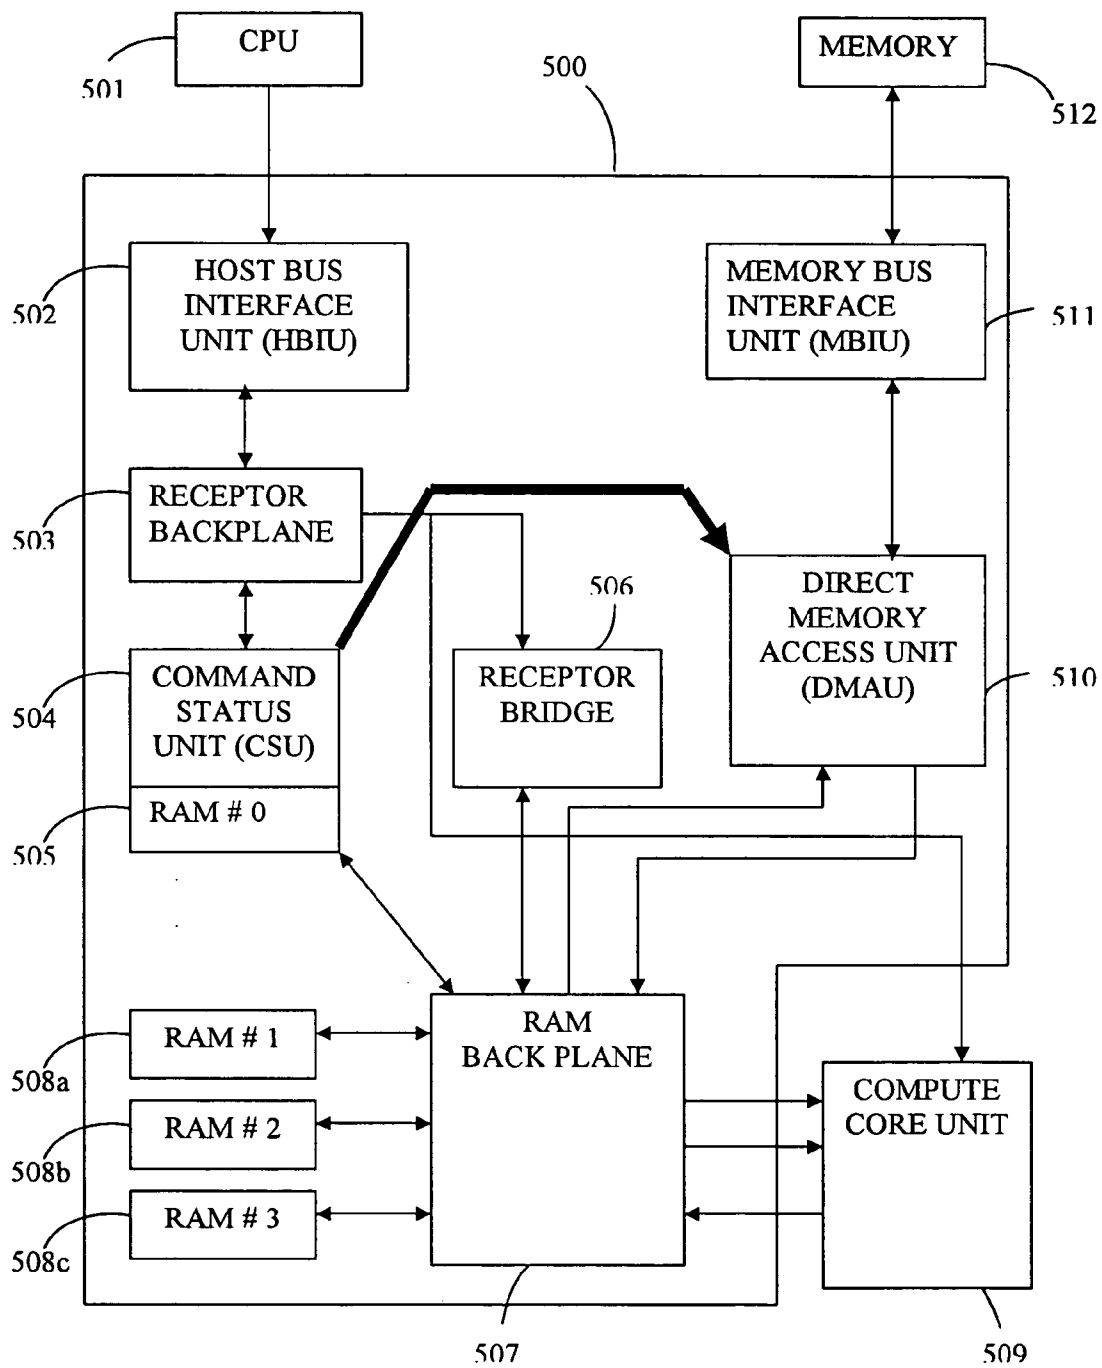 CPU
501
500
MEMORY
512
HOST BUS
INTERFACE
UNIT (HBIU)
502
MEMORY BUS
INTERFACE
UNIT (MBIU)
511
RECEPTOR
BACKPLANE
503
506
DIRECT
MEMORY
ACCESS UNIT
(DMAU)
510
COMMAND
STATUS
UNIT (CSU)
504
RECEPTOR
BRIDGE
RAM # 0
505
RAM
BACK PLANE
507
RAM # 1
508a
RAM # 2
508b
RAM # 3
508c
COMPUTE
CORE UNIT
509